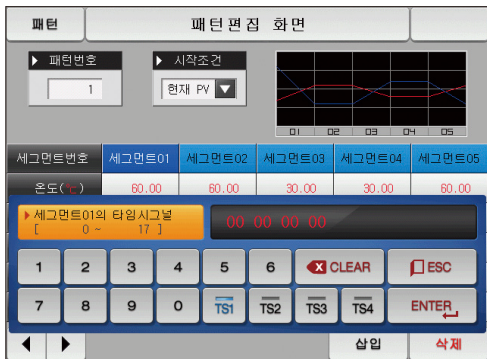 패턴
패턴편집 화면
패턴번호
시작조건
1
현재 PV
01 02 03 04 05
세그먼트번호 세그먼트01 세그먼트02 세그먼트03 세그먼트04 세그먼트05
온도(℃) 60.00 60.00 30.00 30.00 60.00
세그먼트01의 타임시그널
[ 0 ~ 17 ]
00 00 00 00
1 2 3 4 5 6 CLEAR ESC
7 8 9 0 TS1 TS2 TS3 TS4 ENTER
삽입 삭제